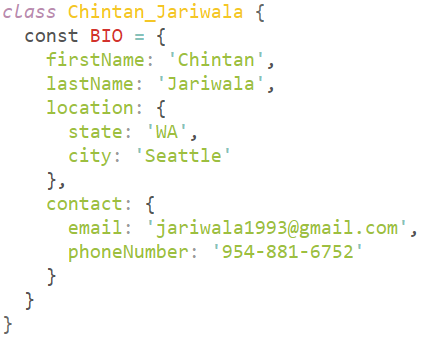 class Chintan_Jariwala {
  const BIO = {
    firstName: 'Chintan',
    lastName: 'Jariwala',
    location: {
      state: 'WA',
      city: 'Seattle'
    },
    contact: {
      email: 'jariwala1993@gmail.com',
      phoneNumber: '954-881-6752'
    }
  }
}